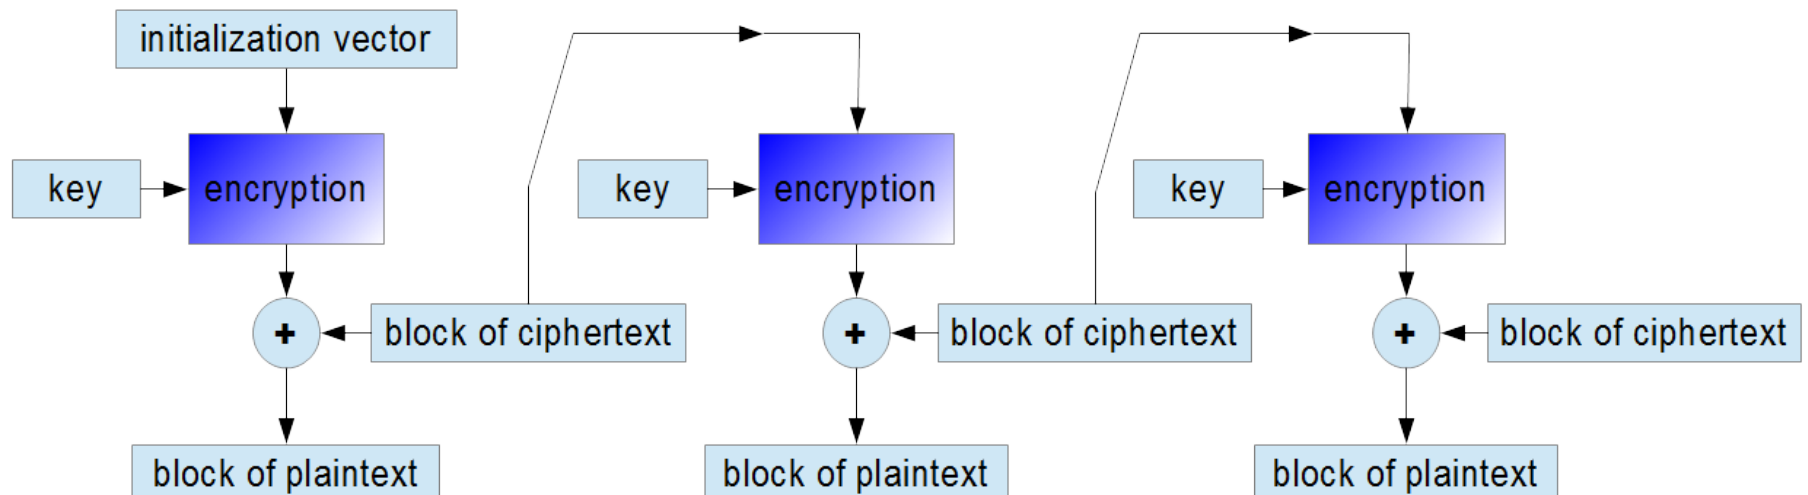 initialization vector
key
encryption
key
encryption
key
encryption
+
block of ciphertext
+
block of ciphertext
+
block of ciphertext
block of plaintext
block of plaintext
block of plaintext